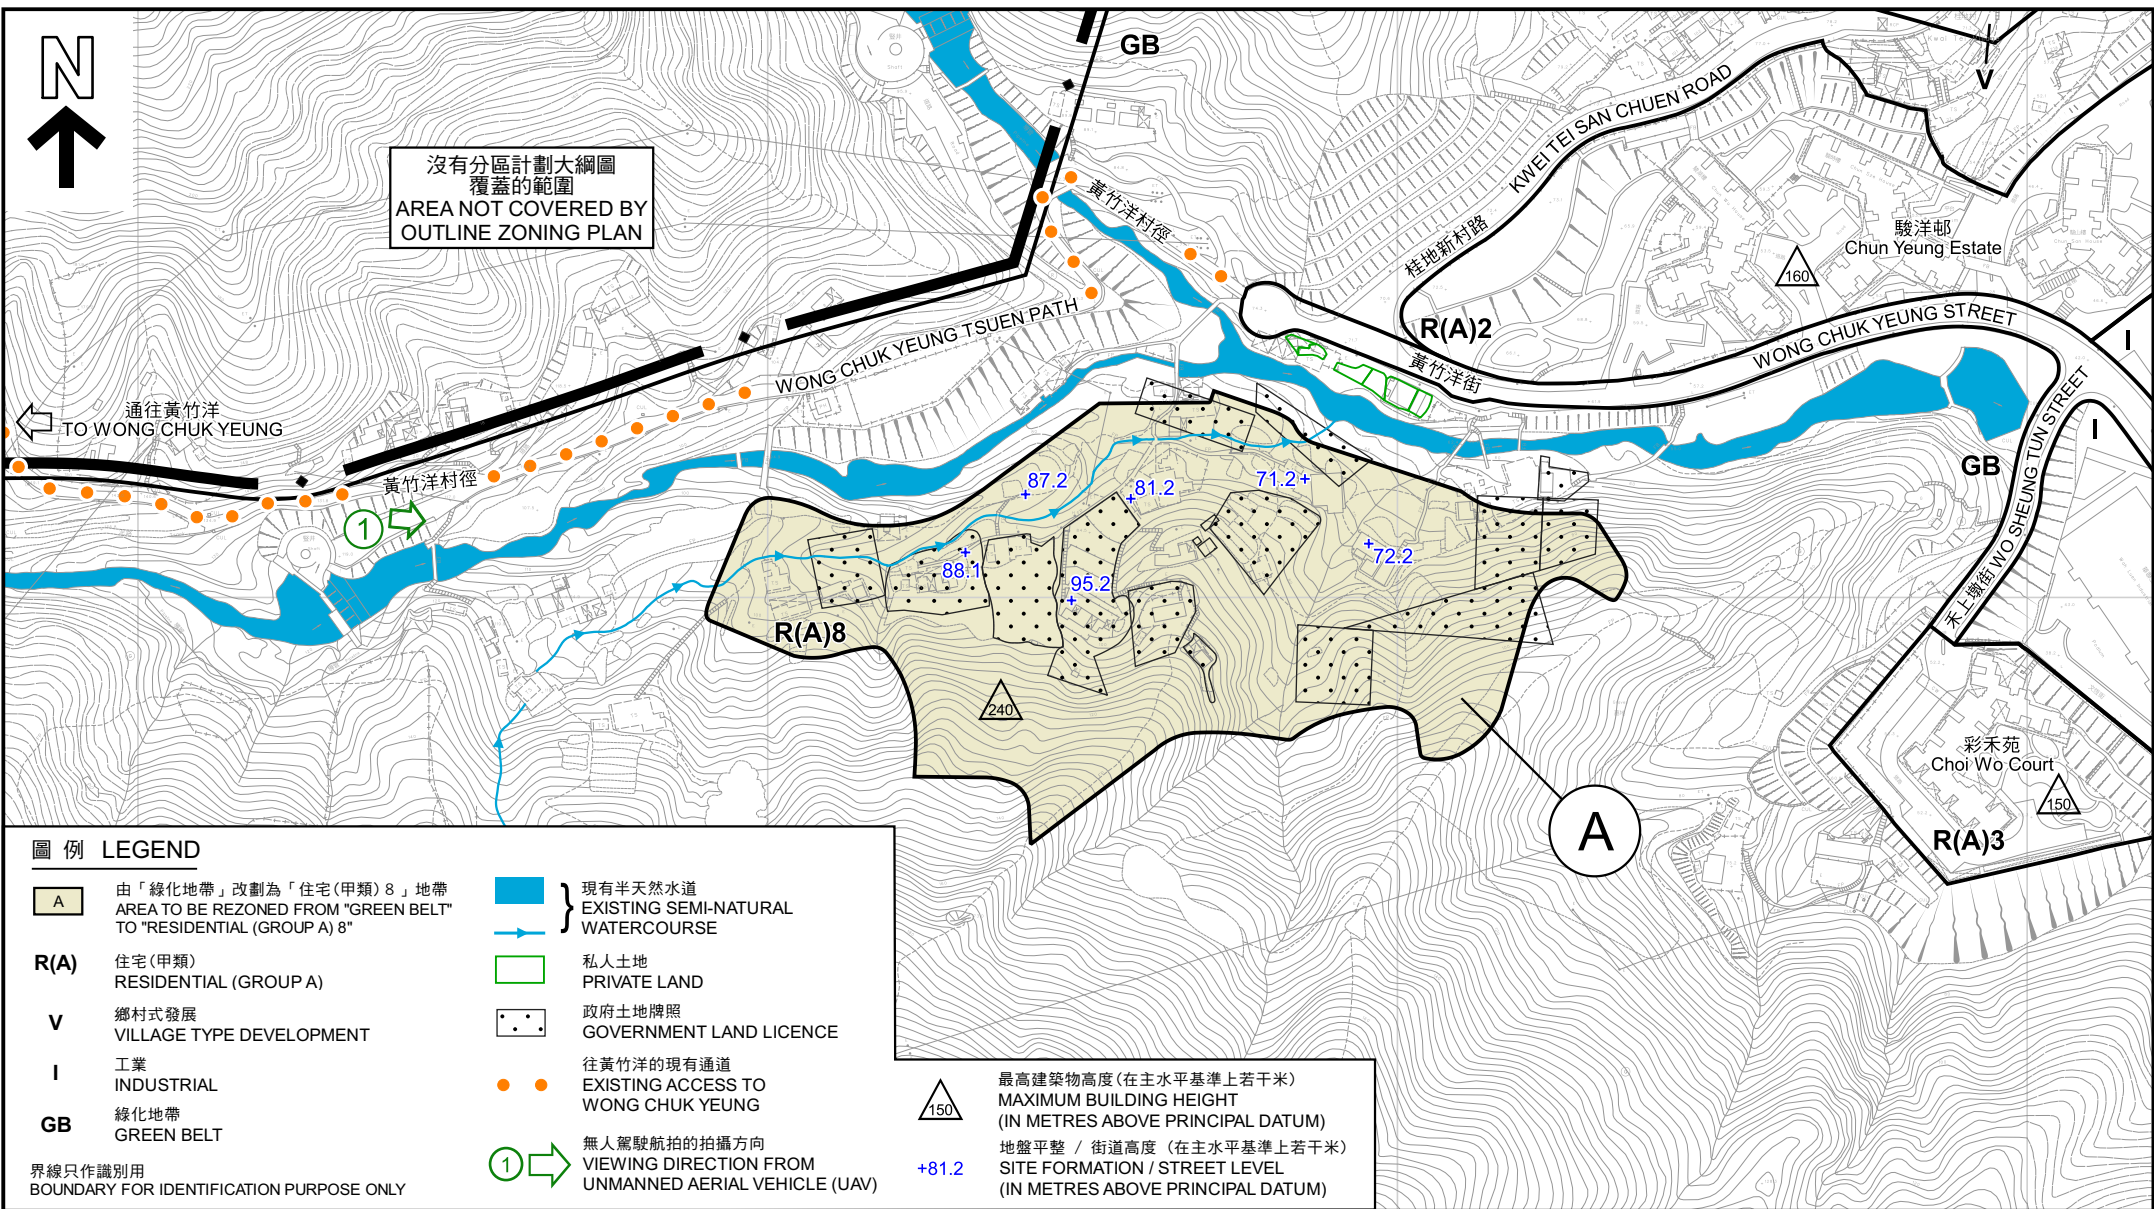 N
沒有分區計劃大綱圖
覆蓋的範圍
AREA NOT COVERED BY
OUTLINE ZONING PLAN
GB
V
KWEI TEI SAN CHUEN ROAD
桂地新村路
黃竹洋村徑
駿洋邨
Chun Yeung Estate
160
R(A)2
WONG CHUK YEUNG STREET
黃竹洋街
I
I
WONG CHUK YEUNG TSUEN PATH
通往黃竹洋
TO WONG CHUK YEUNG
黃竹洋村徑
1
GB
禾上墩街 WO SHEUNG TUN STREET
87.2
81.2
71.2
72.2
88.1
95.2
R(A)8
240
A
彩禾苑
Choi Wo Court
150
R(A)3
圖 例 LEGEND
A
由「綠化地帶」改劃為「住宅(甲類)8」地帶
AREA TO BE REZONED FROM "GREEN BELT"
TO "RESIDENTIAL (GROUP A) 8"
R(A)
住宅(甲類)
RESIDENTIAL (GROUP A)
V
鄉村式發展
VILLAGE TYPE DEVELOPMENT
I
工業
INDUSTRIAL
GB
綠化地帶
GREEN BELT
界線只作識別用
BOUNDARY FOR IDENTIFICATION PURPOSE ONLY
現有半天然水道
EXISTING SEMI-NATURAL
WATERCOURSE
私人土地
PRIVATE LAND
政府土地牌照
GOVERNMENT LAND LICENCE
往黃竹洋的現有通道
EXISTING ACCESS TO
WONG CHUK YEUNG
1
無人駕駛航拍的拍攝方向
VIEWING DIRECTION FROM
UNMANNED AERIAL VEHICLE (UAV)
150
最高建築物高度(在主水平基準上若干米)
MAXIMUM BUILDING HEIGHT
(IN METRES ABOVE PRINCIPAL DATUM)
+81.2
地盤平整 / 街道高度 (在主水平基準上若干米)
SITE FORMATION / STREET LEVEL
(IN METRES ABOVE PRINCIPAL DATUM)